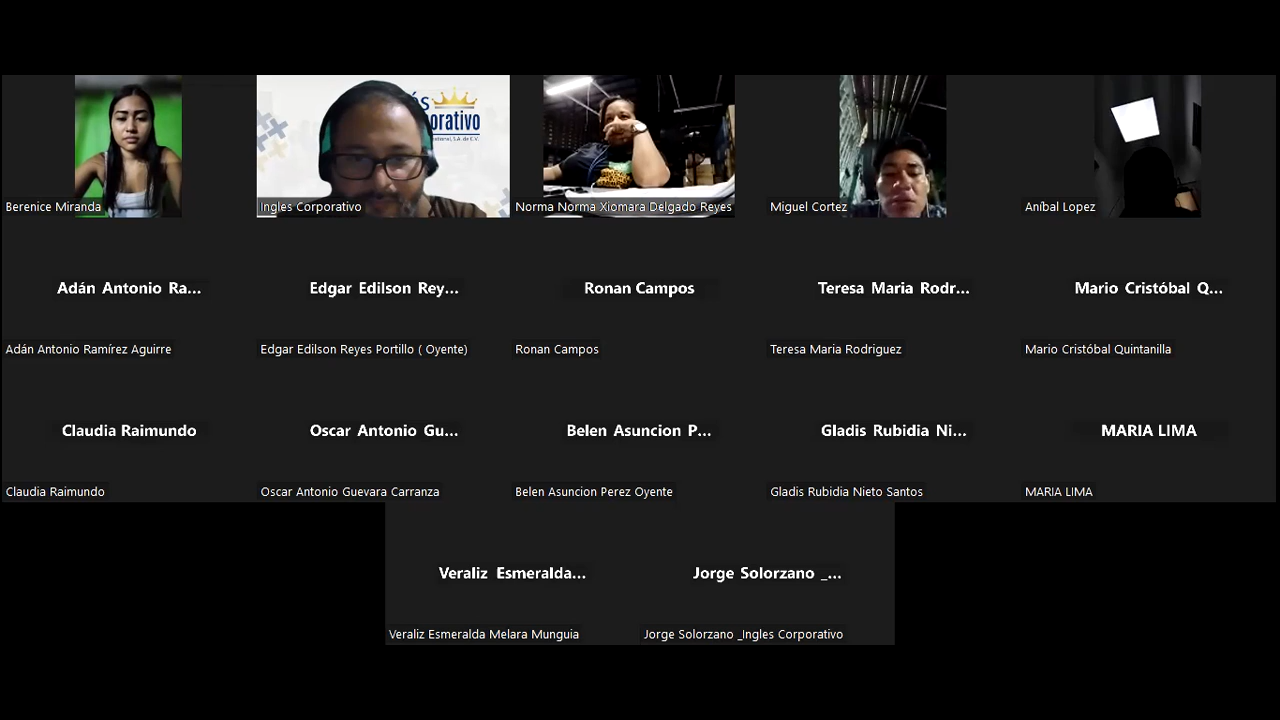 és
orativo
Berenice Miranda
Ingles Corporativo
Norma Norma Xiomara Delgado Reyes
Miguel Cortez
Aníbal Lopez
Adán Antonio Ra...
Edgar Edilson Rey...
Ronan Campos
Teresa Maria Rodr...
Mario Cristóbal Q...
Adán Antonio Ramírez Aguirre
Edgar Edilson Reyes Portillo ( Oyente)
Ronan Campos
Teresa Maria Rodriguez
Mario Cristóbal Quintanilla
Claudia Raimundo
Oscar Antonio Gu...
Belen Asuncion P...
Gladis Rubidia Ni...
MARIA LIMA
Claudia Raimundo
Oscar Antonio Guevara Carranza
Belen Asuncion Perez Oyente
Gladis Rubidia Nieto Santos
MARIA LIMA
Veraliz Esmeralda...
Jorge Solorzano _...
Veraliz Esmeralda Melara Munguia
Jorge Solorzano _Ingles Corporativo